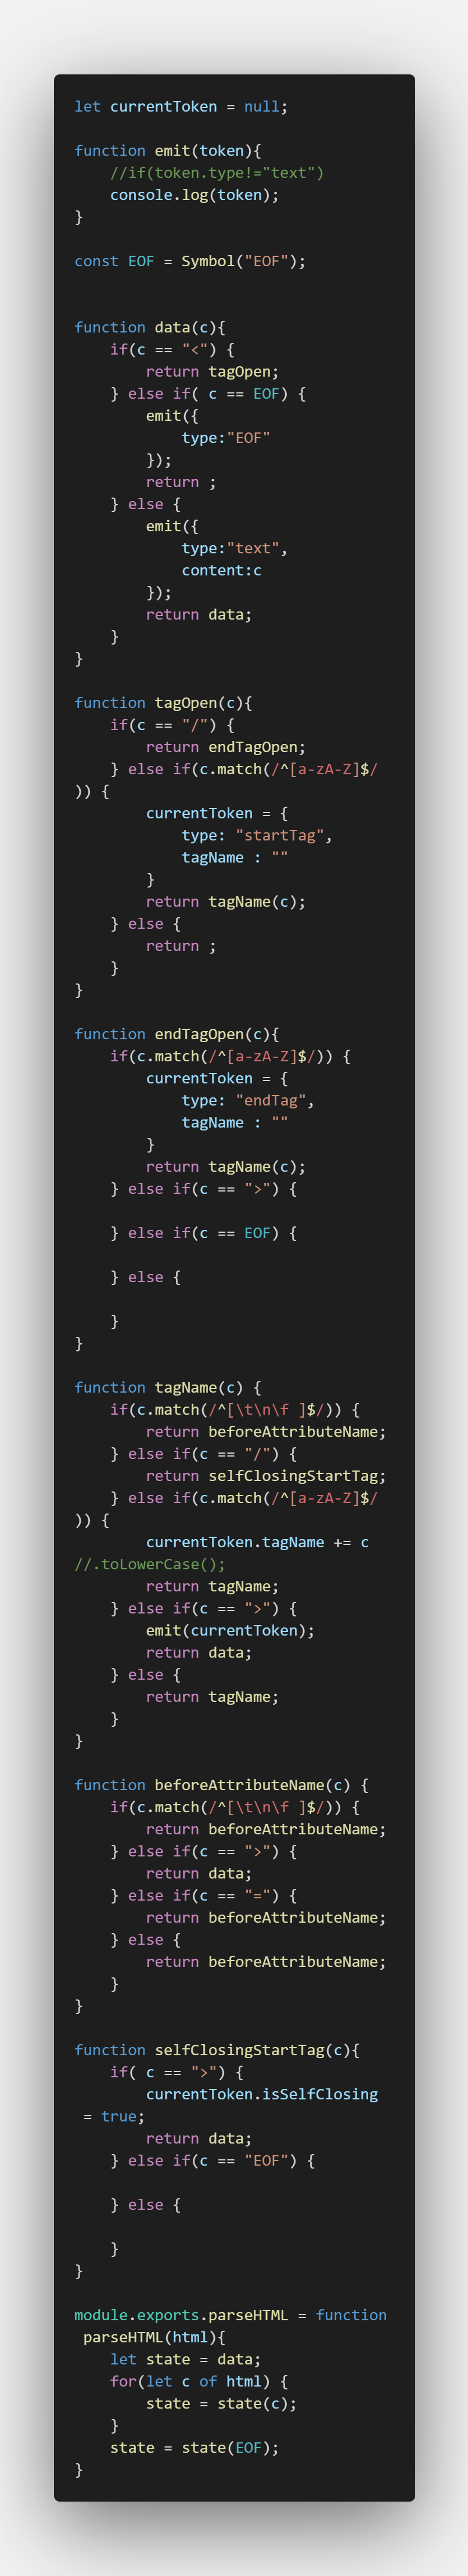 let currentToken = null;

function emit(token){
    //if(token.type!="text")
    console.log(token);
}

const EOF = Symbol("EOF");


function data(c){
    if(c == "<") {
        return tagOpen;
    } else if( c == EOF) {
        emit({
            type:"EOF"
        });
        return ;
    } else {
        emit({
            type:"text",
            content:c
        });
        return data;
    }
}

function tagOpen(c){
    if(c == "/") {
        return endTagOpen;
    } else if(c.match(/^[a-zA-Z]$/
)) {
        currentToken = {
            type: "startTag",
            tagName : ""
        }
        return tagName(c);
    } else {
        return ;
    }
}

function endTagOpen(c){
    if(c.match(/^[a-zA-Z]$/)) {
        currentToken = {
            type: "endTag",
            tagName : ""
        }
        return tagName(c);
    } else if(c == ">") {

    } else if(c == EOF) {

    } else {

    }
}

function tagName(c) {
    if(c.match(/^[\t\n\f ]$/)) {
        return beforeAttributeName;
    } else if(c == "/") {
        return selfClosingStartTag;
    } else if(c.match(/^[a-zA-Z]$/
)) {
        currentToken.tagName += c
//.toLowerCase();
        return tagName;
    } else if(c == ">") {
        emit(currentToken);
        return data;
    } else {
        return tagName;
    }
}

function beforeAttributeName(c) {
    if(c.match(/^[\t\n\f ]$/)) {
        return beforeAttributeName;
    } else if(c == ">") {
        return data;
    } else if(c == "=") {
        return beforeAttributeName;
    } else {
        return beforeAttributeName;
    }
}

function selfClosingStartTag(c){
    if( c == ">") {
        currentToken.isSelfClosing
 = true;
        return data;
    } else if(c == "EOF") {

    } else {

    }
}

module.exports.parseHTML = function
 parseHTML(html){
    let state = data;
    for(let c of html) {
        state = state(c);
    }
    state = state(EOF);
}